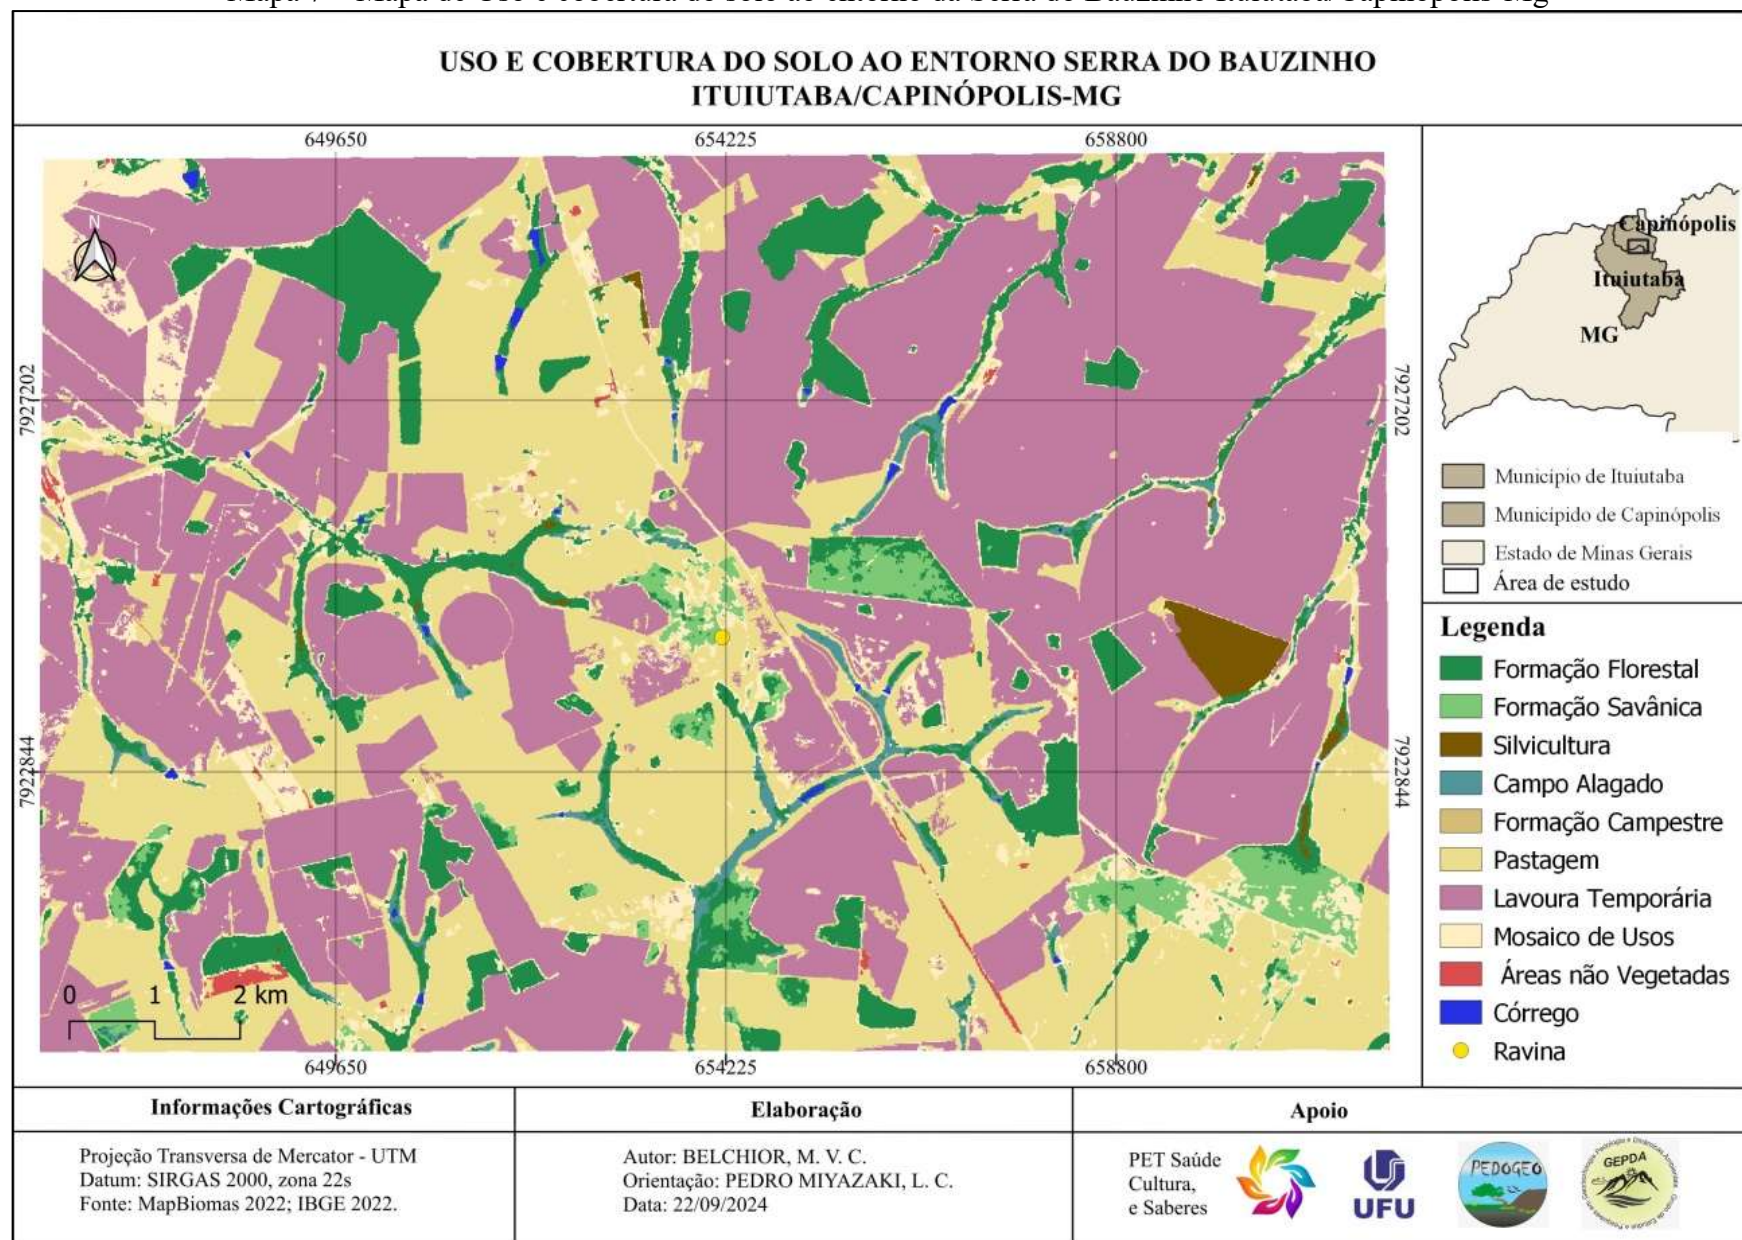 USO E COBERTURA DO SOLO AO ENTORNO SERRA DO BAUZINHO
ITUIUTABA/CAPINÓPOLIS-MG
649650 654225 658800
N
7927202
7927202
7922844
7922844
0 1 2 km
649650 654225 658800
Capinópolis
Ituiutaba
MG
Municipio de Ituiutaba
Municipido de Capinópolis
Estado de Minas Gerais
Área de estudo
Legenda
Formação Florestal
Formação Savânica
Silvicultura
Campo Alagado
Formação Campestre
Pastagem
Lavoura Temporária
Mosaico de Usos
Áreas não Vegetadas
Córrego
Ravina
Informações Cartográficas
Projeção Transversa de Mercator - UTM
Datum: SIRGAS 2000, zona 22s
Fonte: MapBiomas 2022; IBGE 2022.
Elaboração
Autor: BELCHIOR, M. V. C.
Orientação: PEDRO MIYAZAKI, L. C.
Data: 22/09/2024
Apoio
PET Saúde
Cultura,
e Saberes
UFU
PEDOGEO
GEPDA